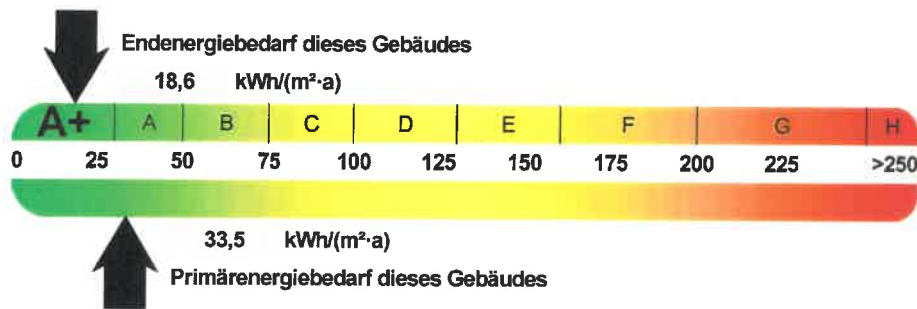 Endenergiebedarf dieses Gebäudes
18,6 kWh/(m²·a)
A+ A B C D E F G H
0 25 50 75 100 125 150 175 200 225 >250
33,5 kWh/(m²·a)
Primärenergiebedarf dieses Gebäudes